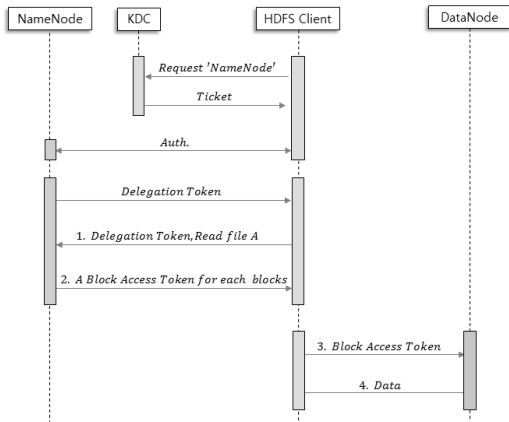 NameNode
KDC
HDFS Client
DataNode
Request 'NameNode'
Ticket
Auth.
Delegation Token
1. Delegation Token,Read file A
2. A Block Access Token for each blocks
3. Block Access Token
4. Data